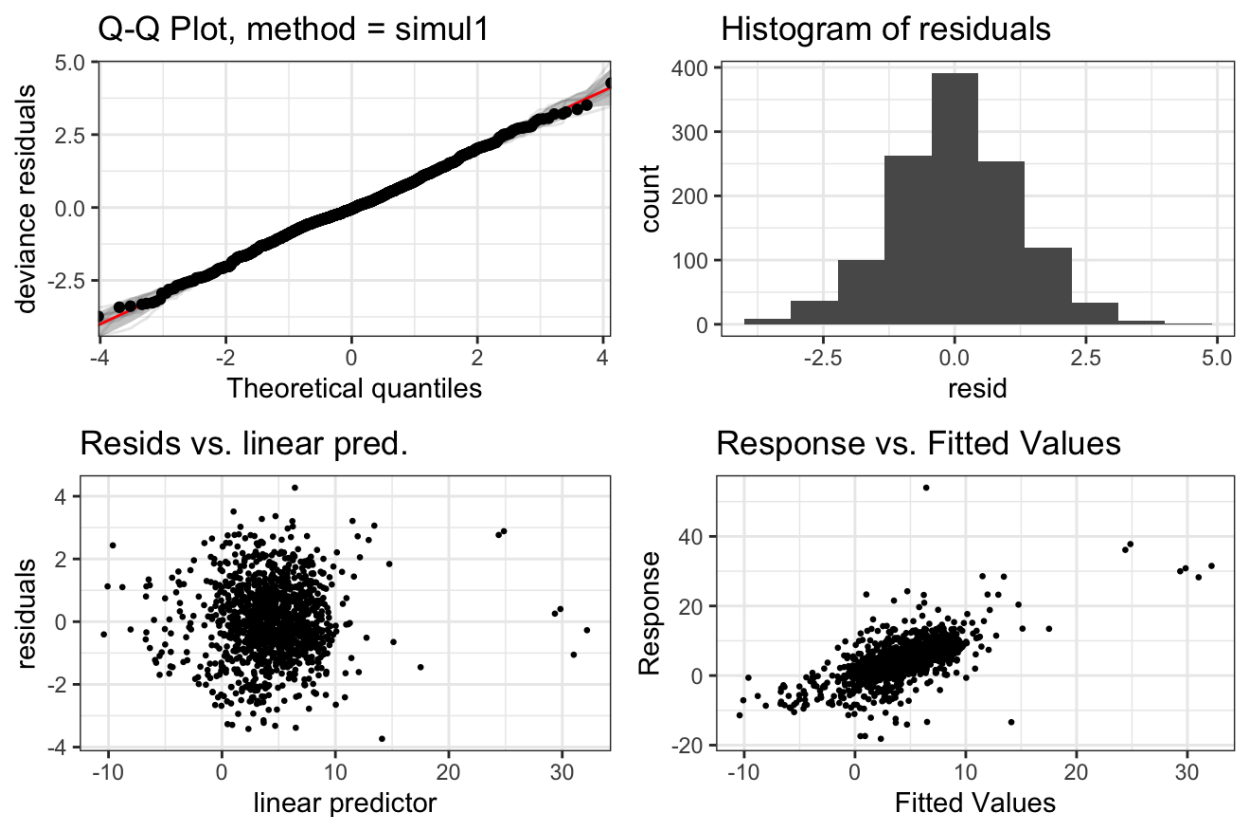 Q-Q Plot, method = simul1
5.0
2.5
0.0
-2.5
deviance residuals
-4 -2 0 2 4
Theoretical quantiles
Histogram of residuals
400
300
200
100
0
count
-2.5 0.0 2.5 5.0
resid
Resids vs. linear pred.
4
2
0
-2
-4
residuals
-10 0 10 20 30
linear predictor
Response vs. Fitted Values
40
20
0
-20
Response
-10 0 10 20 30
Fitted Values